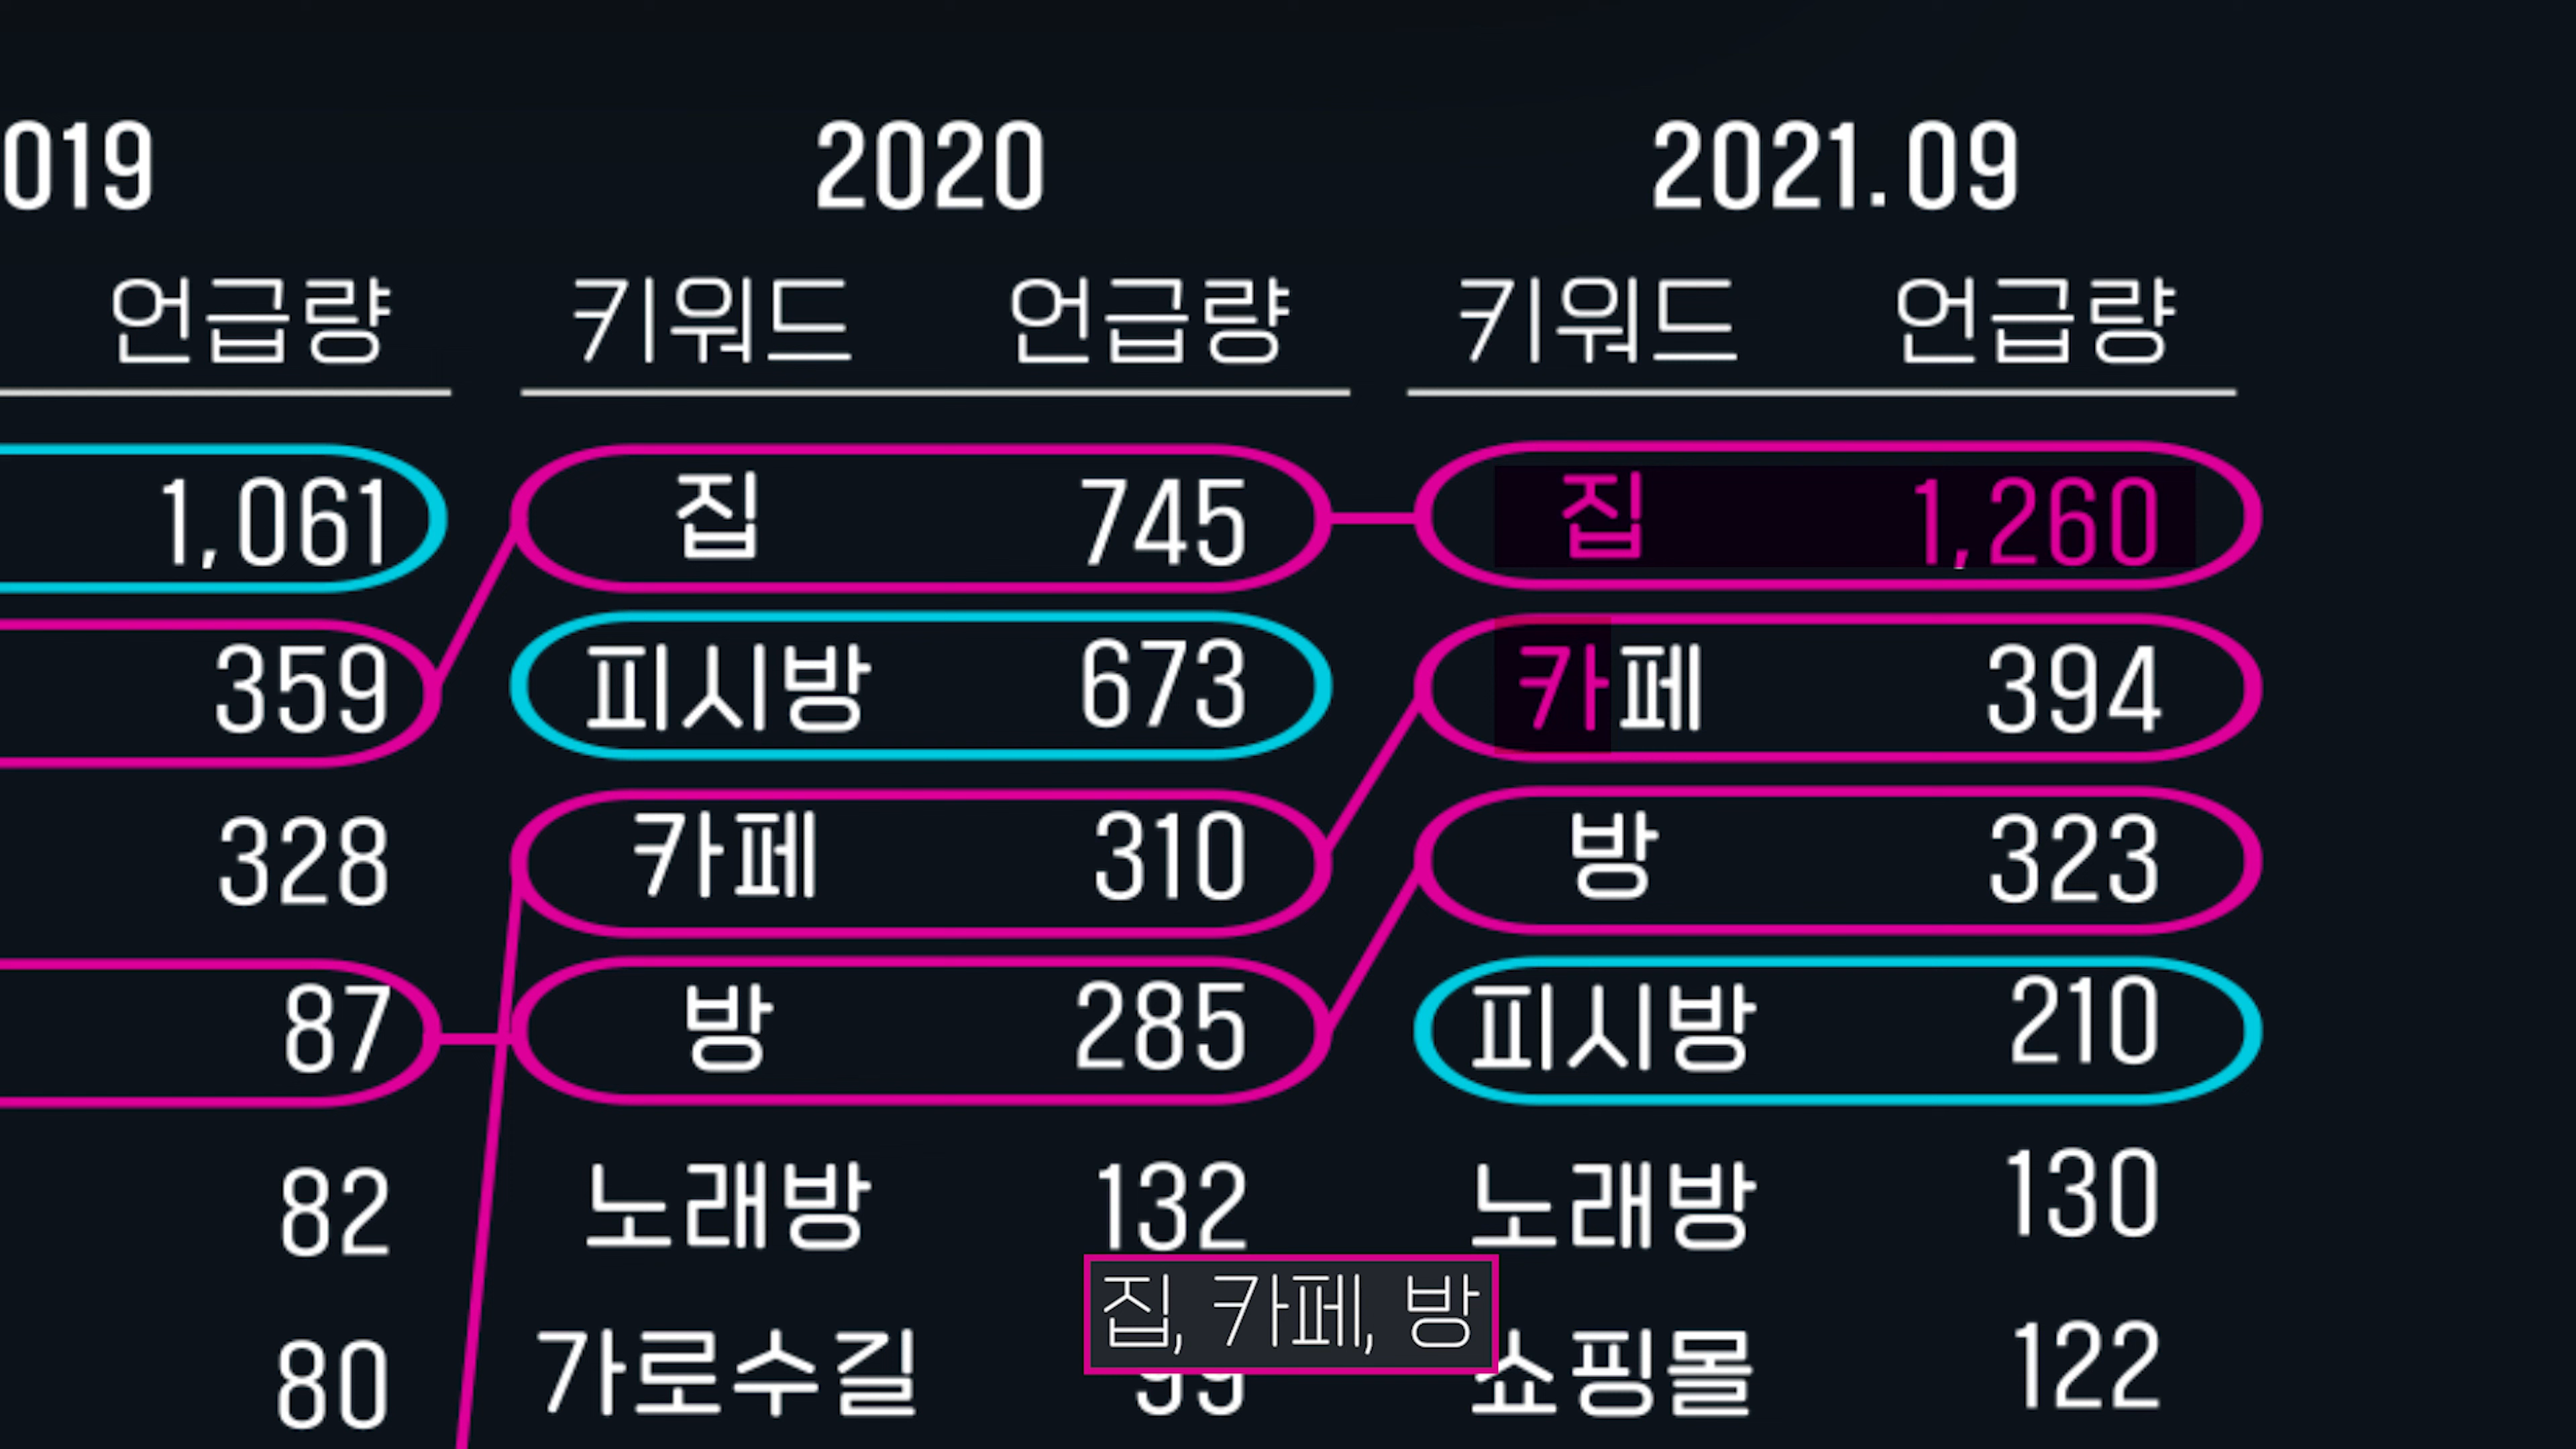 019 2020 2021.09
언급량 키워드 언급량 키워드 언급량
1,061 집 745 집 1,260
359 피시방 673 카페 394
328 카페 310 방 323
87 방 285 피시방 210
82 노래방 132 노래방 130
집, 카페, 방
80 가로수길 99 쇼핑몰 122